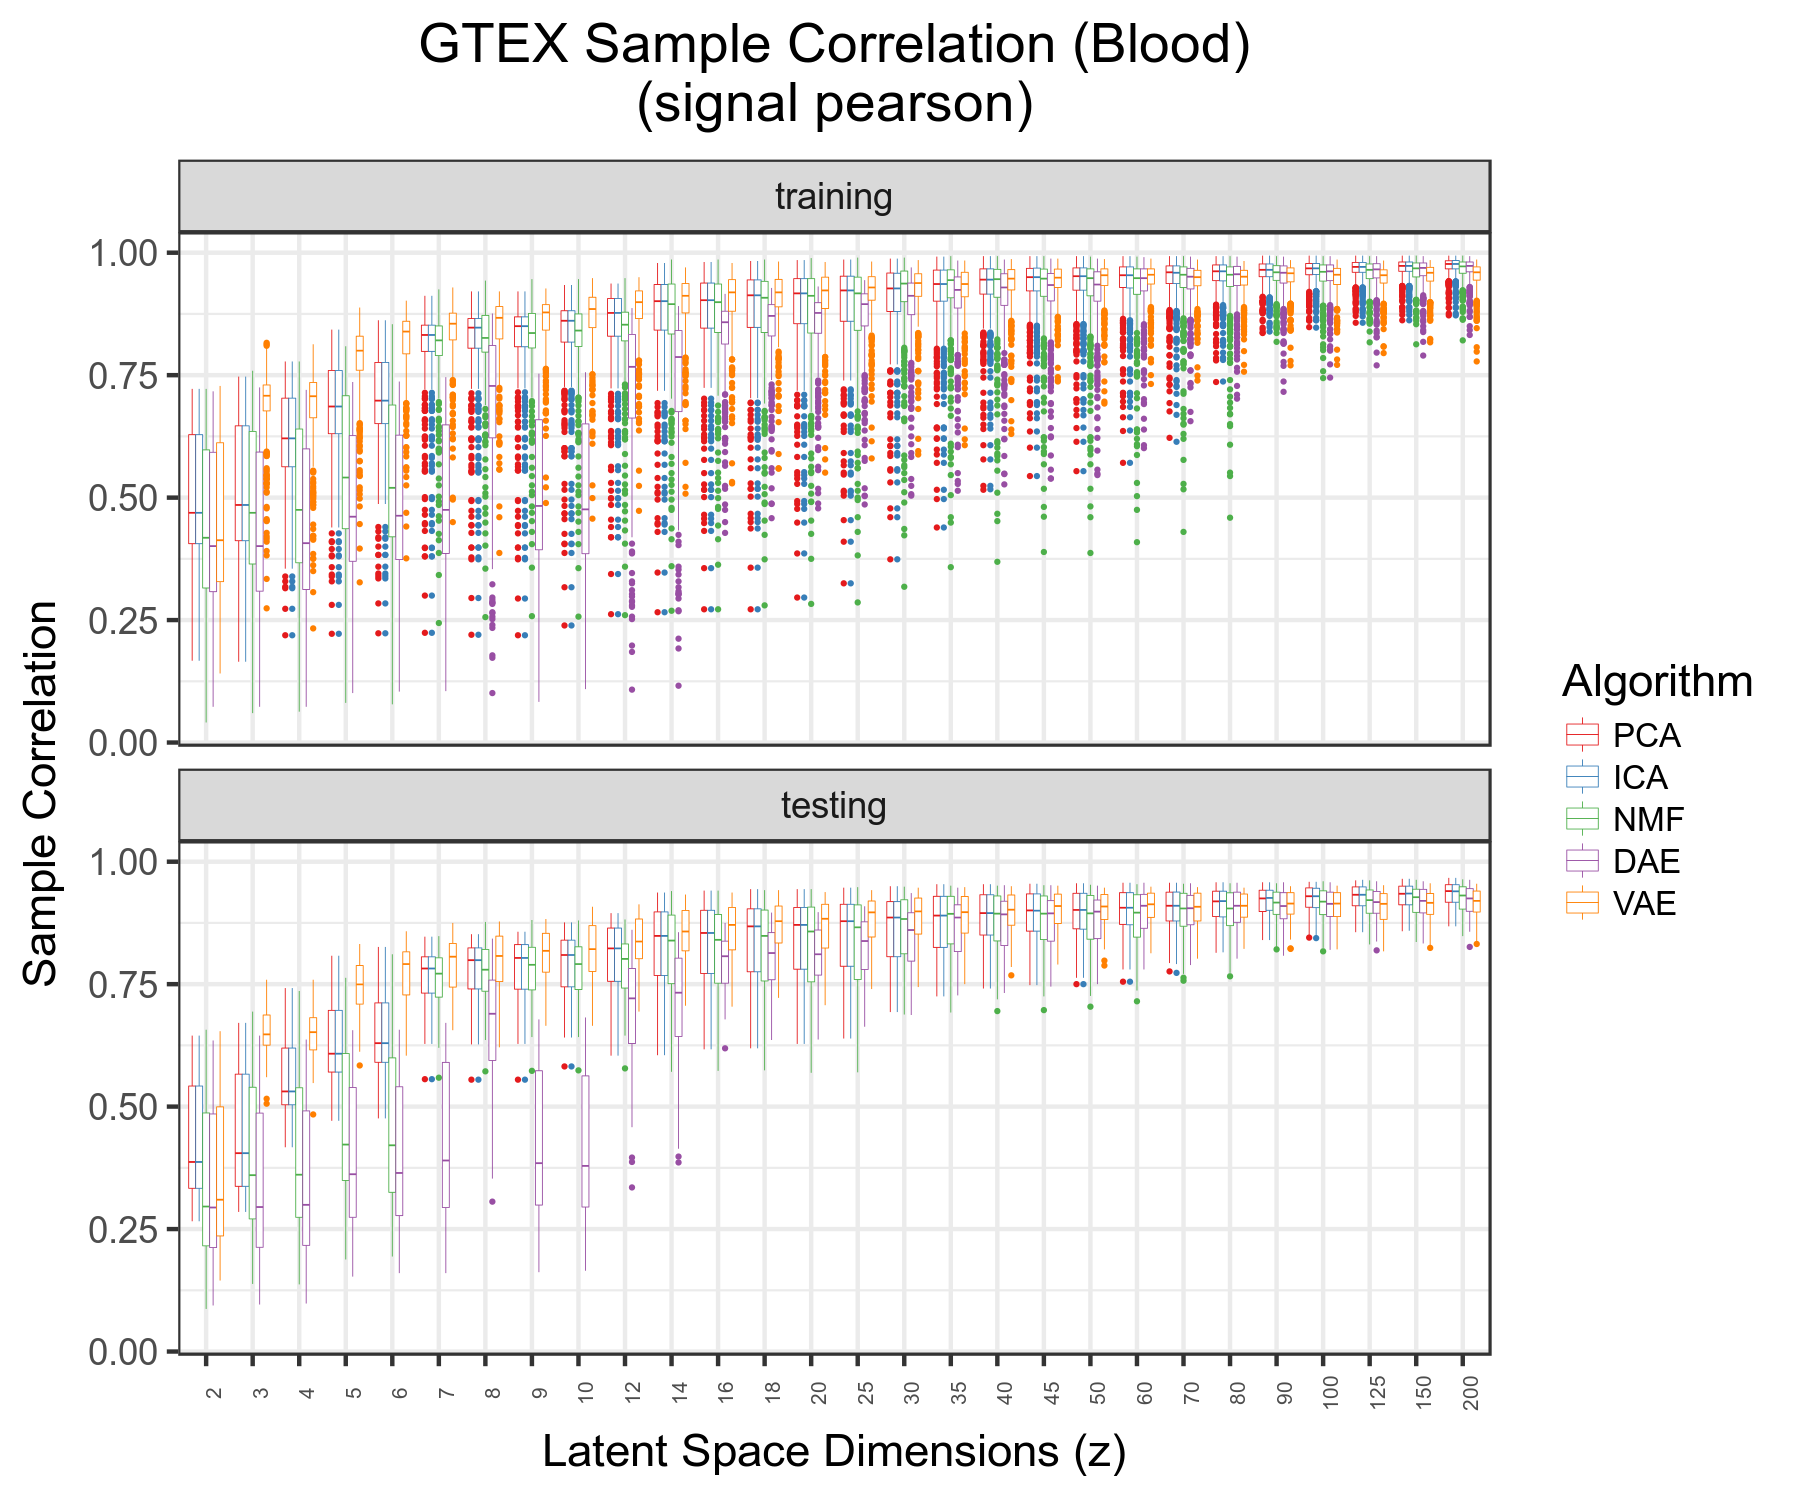 GTEX Sample Correlation (Blood)
(signal pearson)
training
1.00
0.75
0.50
0.25
0.00
testing
1.00
0.75
0.50
0.25
0.00
2 3 4 5 6 7 8 9 10 12 14 16 18 20 25 30 35 40 45 50 60 70 80 90 100 125 150 200
Latent Space Dimensions (z)
Sample Correlation
Algorithm
PCA
ICA
NMF
DAE
VAE